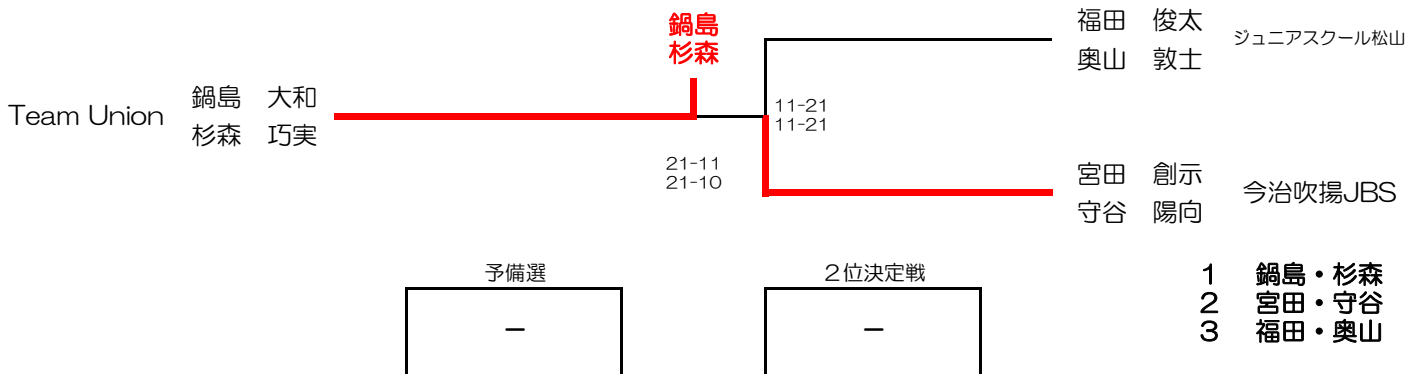 鍋島
杉森
Team Union
鍋島　大和
杉森　巧実
福田　俊太
奥山　敦士
ジュニアスクール松山
11-21
11-21
21-11
21-10
宮田　創示
守谷　陽向
今治吹揚JBS
予備選
－
２位決定戦
－
1　鍋島・杉森
2　宮田・守谷
3　福田・奥山